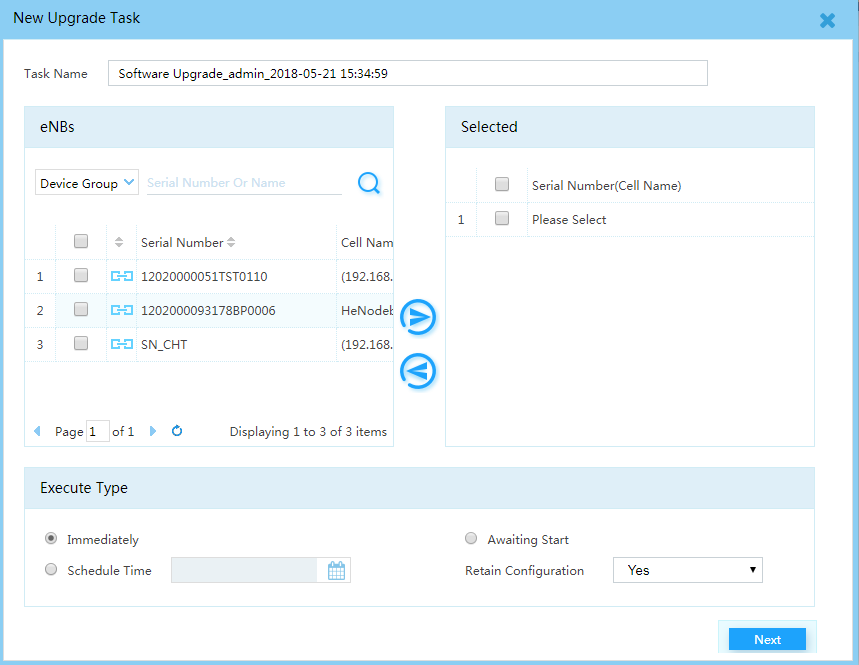 New Upgrade Task
Task Name Software Upgrade_admin_2018-05-21 15:34:59
eNBs
Device Group Serial Number Or Name
Serial Number Cell Nam
1 12020000051TST0110 (192.168.
2 1202000093178BP0006 HeNodeb
3 SN_CHT (192.168.
Page 1 of 1 Displaying 1 to 3 of 3 items
Selected
Serial Number(Cell Name)
1 Please Select
Execute Type
Immediately Awaiting Start
Schedule Time Retain Configuration Yes
Next